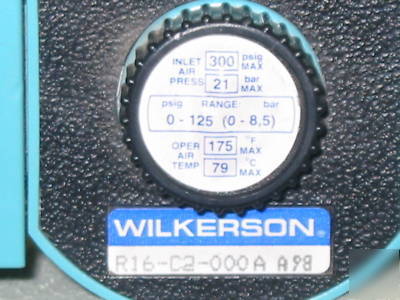 INLET AIR PRESS 300 psig MAX
21 bar MAX
psig RANGE: bar
0 - 125 (0 - 8,5)
OPER AIR TEMP 175 °F MAX
79 °C MAX
WILKERSON®
R16-C2-000A A98